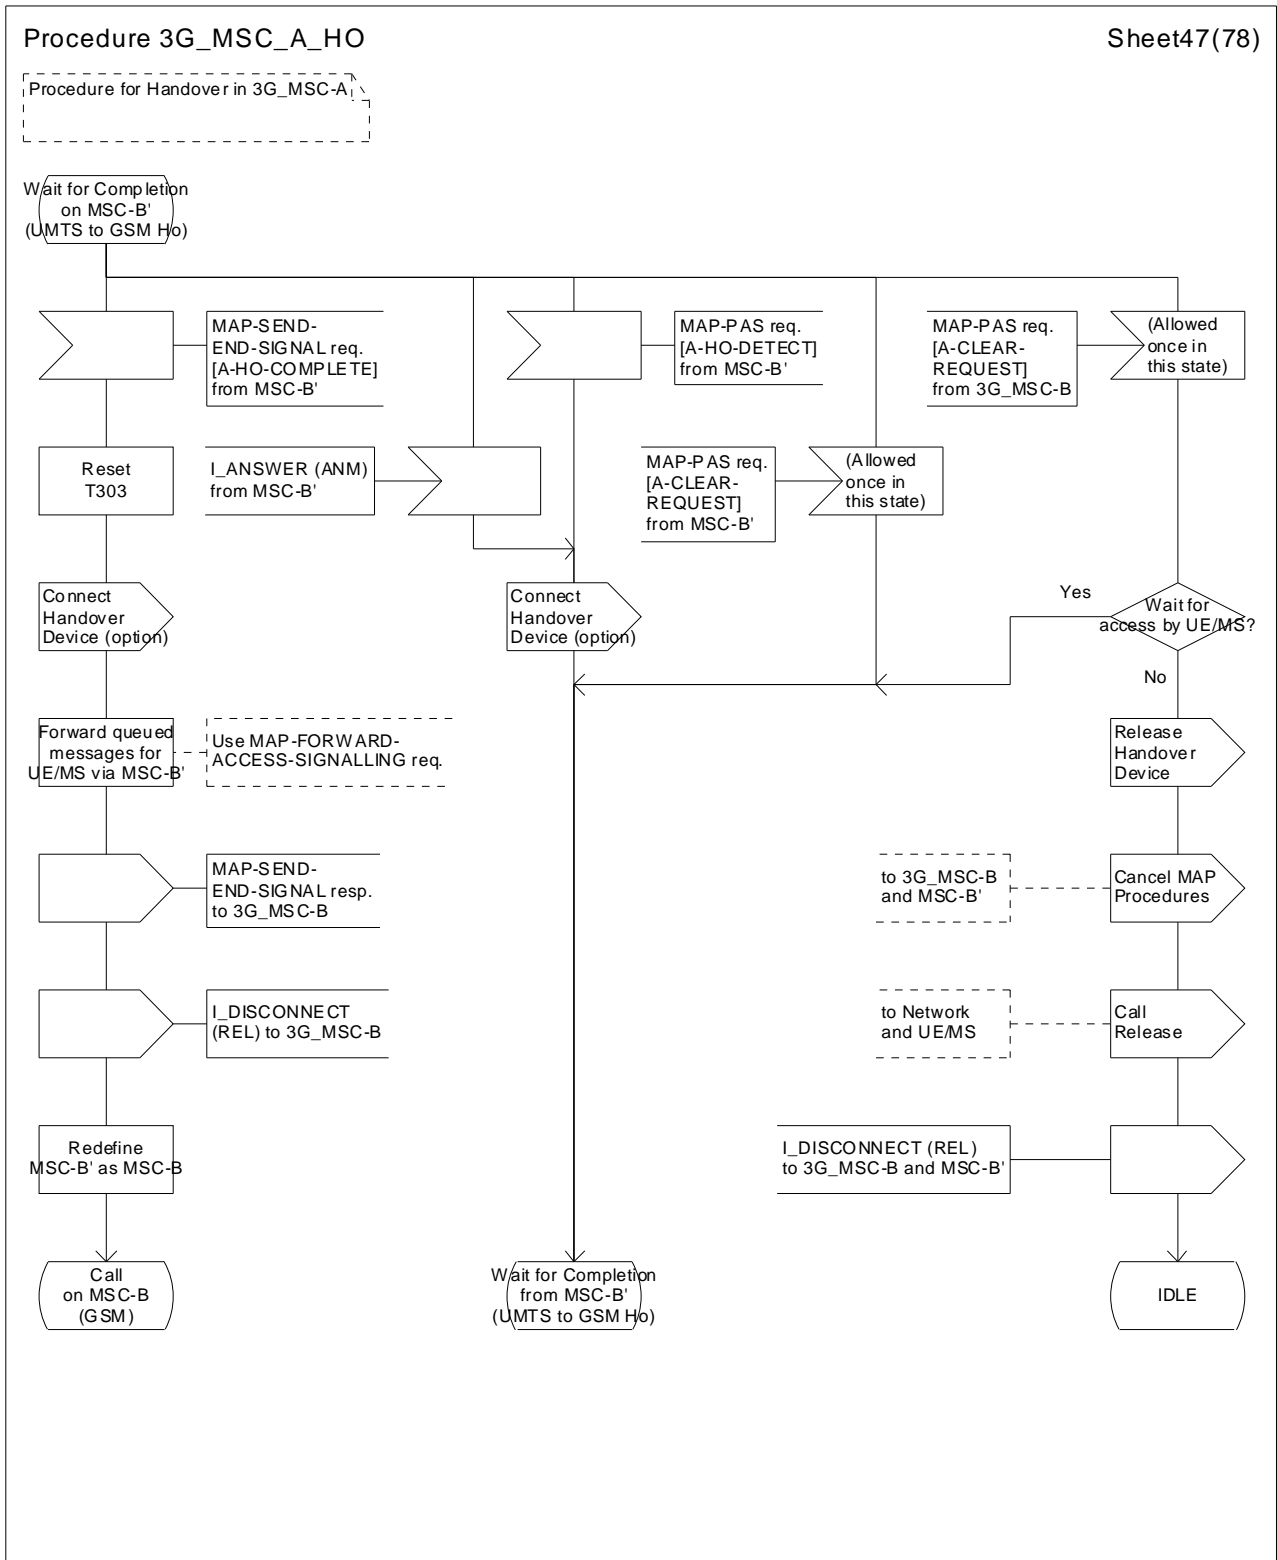 Procedure 3G_MSC_A_HO
Sheet47(78)
Procedure for Handover in 3G_MSC-A
Wait for Completion
on MSC-B'
(UMTS to GSM Ho)
MAP-SEND-
END-SIGNAL req.
[A-HO-COMPLETE]
from MSC-B'
MAP-PAS req.
[A-HO-DETECT]
from MSC-B'
MAP-PAS req.
[A-CLEAR-
REQUEST]
from 3G_MSC-B
(Allowed
once in
this state)
Reset
T303
I_ANSWER (ANM)
from MSC-B'
MAP-PAS req.
[A-CLEAR-
REQUEST]
from MSC-B'
(Allowed
once in
this state)
Connect
Handover
Device (option)
Connect
Handover
Device (option)
Yes
Wait for
access by UE/MS?
No
Forward queued
messages for
UE/MS via MSC-B'
Use MAP-FORWARD-
ACCESS-SIGNALLING req.
Release
Handover
Device
MAP-SEND-
END-SIGNAL resp.
to 3G_MSC-B
to 3G_MSC-B
and MSC-B'
Cancel MAP
Procedures
I_DISCONNECT
(REL) to 3G_MSC-B
to Network
and UE/MS
Call
Release
Redefine
MSC-B' as MSC-B
I_DISCONNECT (REL)
to 3G_MSC-B and MSC-B'
Call
on MSC-B
(GSM)
Wait for Completion
from MSC-B'
(UMTS to GSM Ho)
IDLE